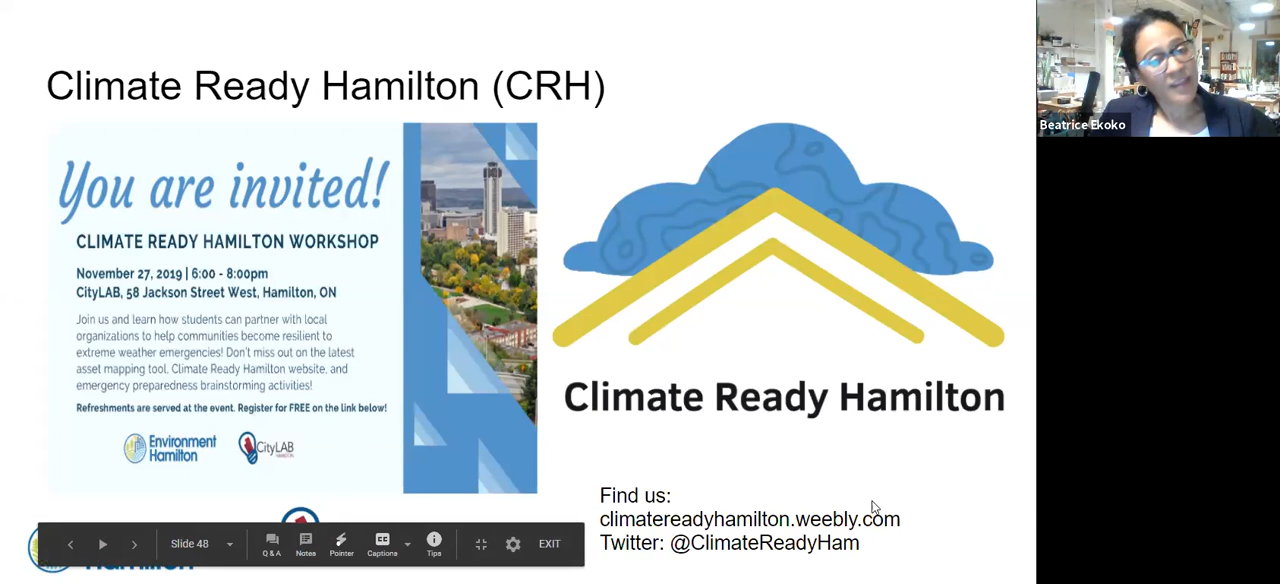 Climate Ready Hamilton (CRH)
You are invited!
CLIMATE READY HAMILTON WORKSHOP
November 27, 2019 | 6:00 - 8:00pm
CityLAB, 58 Jackson Street West, Hamilton, ON
Join us and learn how students can partner with local
organizations to help communities become resilient to
extreme weather emergencies! Don't miss out on the latest
asset mapping tool, Climate Ready Hamilton website, and
emergency preparedness brainstorming activities!
Refreshments are served at the event. Register for FREE on the link below!
Environment
Hamilton
CityLAB
HAMILTON
Climate Ready Hamilton
Find us:
climatereadyhamilton.weebly.com
Twitter: @ClimateReadyHam
Slide 48
Q & A
Notes
Pointer
Captions
Tips
EXIT
Hamilton
Beatrice Ekoko